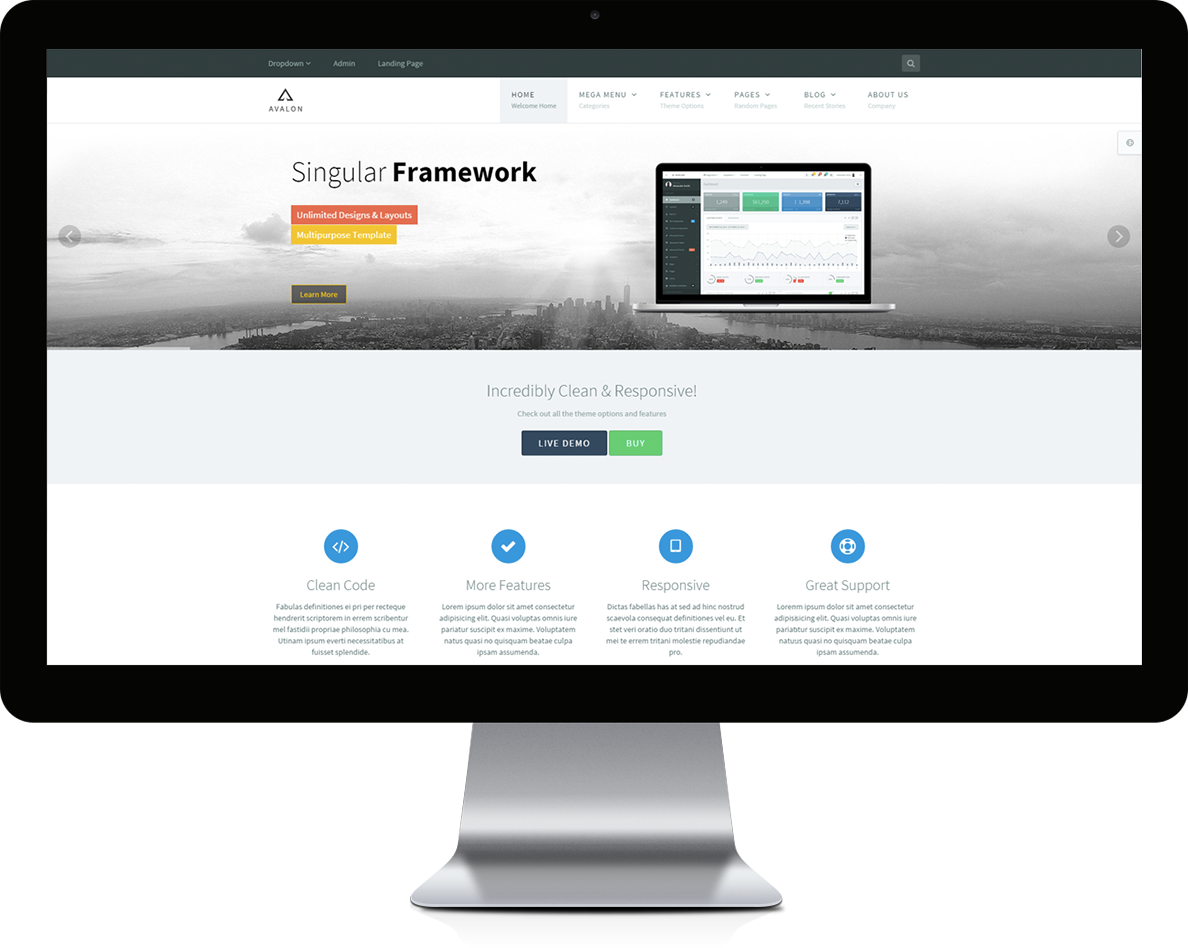 Dropdown Admin Landing Page
AVALON
HOME MEGA MENU FEATURES PAGES BLOG ABOUT US
Welcome Home Categories Theme Options Random Pages Recent Stories Company
Singular Framework
Unlimited Designs & Layouts
Multipurpose Template
Learn More
Incredibly Clean & Responsive!
Check out all the theme options and features
LIVE DEMO BUY
Clean Code
Fabulas definitiones ei pri per recteque
hendrerit scriptorem in errem scribentur
mel fastidii propriae philosophia cu mea.
Utinam ipsum everti necessitatibus at
fuisset splendide.
More Features
Lorem ipsum dolor sit amet consectetur
adipisicing elit. Quasi voluptas omnis iure
pariatur suscipit ex maxime. Voluptatem
natus quasi no quisquam beatae culpa
ipsam assumenda.
Responsive
Dictas fabellas has at sed ad hinc nostrud
scaevola consequat definitiones vel eu. Et
stet veri oratio duo tritani dissentiunt ut
mei te errem tritani molestie repudiandae
pro.
Great Support
Lorenm ipsum dolor sit amet consectetur
adipisiscing elit. Quasi voluptas omnis iure
pariatbur suscipit ex maxime. Voluptatem
natuus quasi no quisquam beatae culpa
ipsam assumenda.